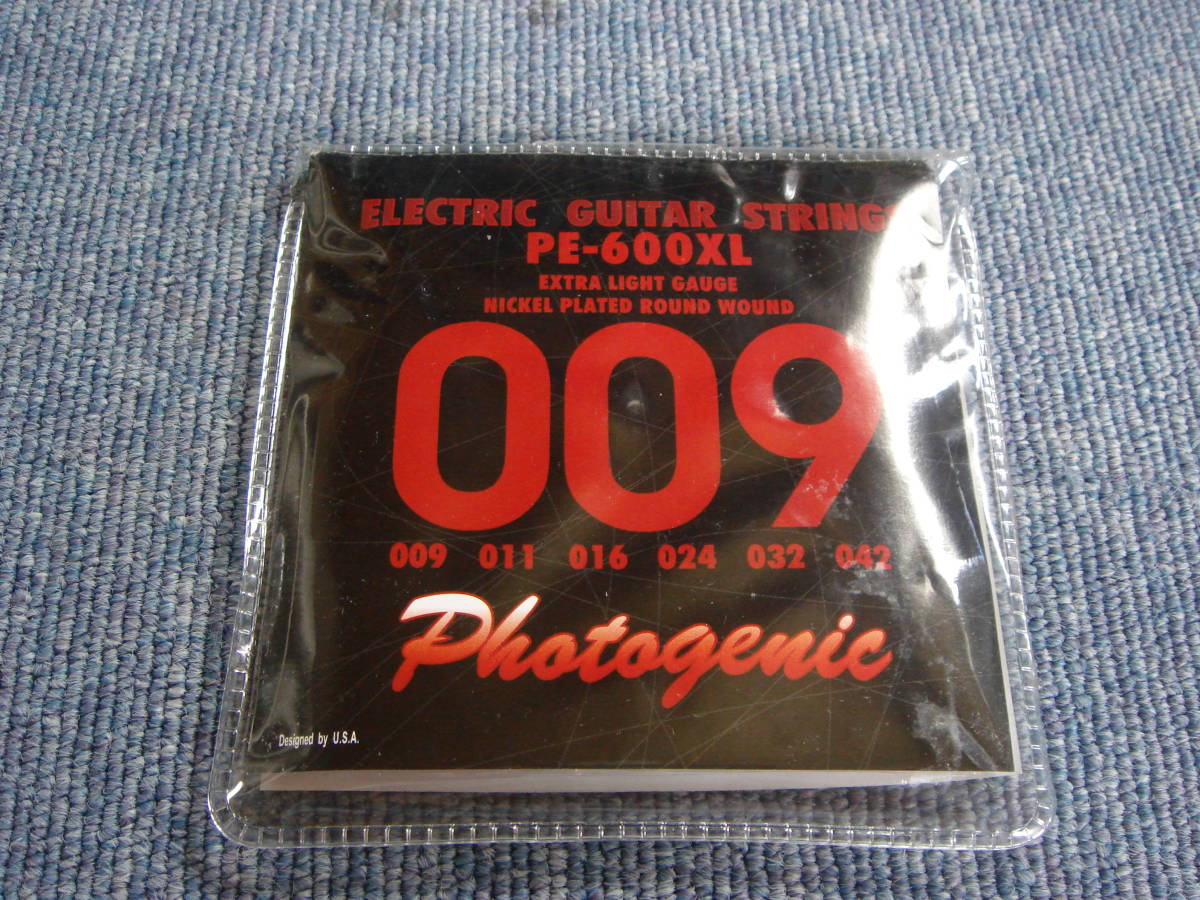 ELECTRIC GUITAR STRINGS
PE-600XL
EXTRA LIGHT GAUGE
NICKEL PLATED ROUND WOUND
009
009 011 016 024 032 042
Photogenic
Designed by U.S.A.